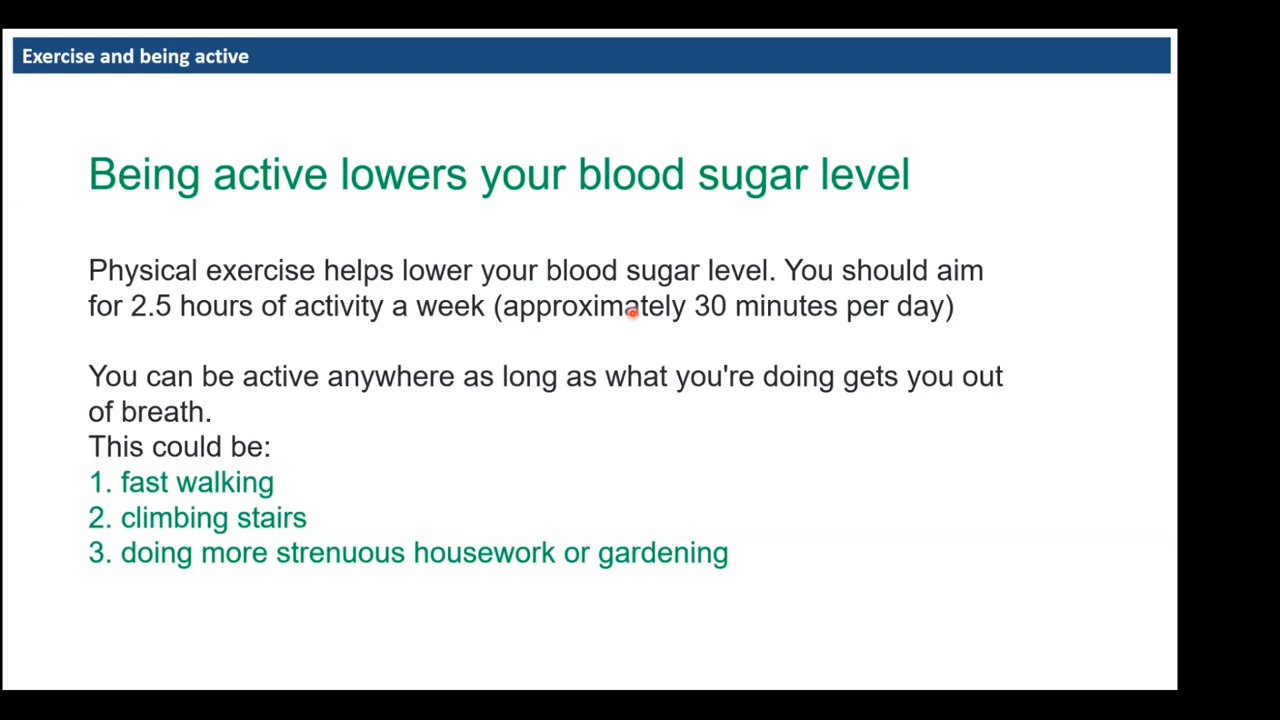 Exercise and being active
Being active lowers your blood sugar level
Physical exercise helps lower your blood sugar level. You should aim
for 2.5 hours of activity a week (approximately 30 minutes per day)
You can be active anywhere as long as what you're doing gets you out
of breath.
This could be:
1. fast walking
2. climbing stairs
3. doing more strenuous housework or gardening